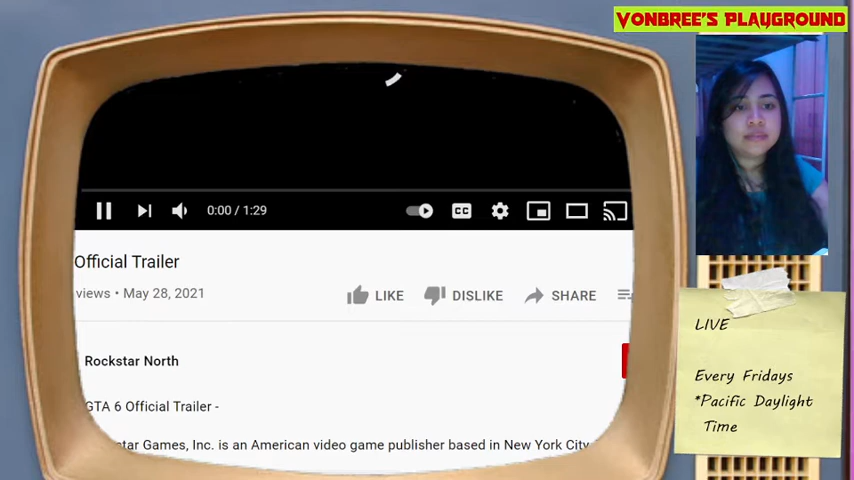 VONBREE'S PLAYGROUND
0:00 / 1:29
CC
Official Trailer
views • May 28, 2021
LIKE
DISLIKE
SHARE
Rockstar North
GTA 6 Official Trailer -
star Games, Inc. is an American video game publisher based in New York City
LIVE
Every Fridays
*Pacific Daylight
Time